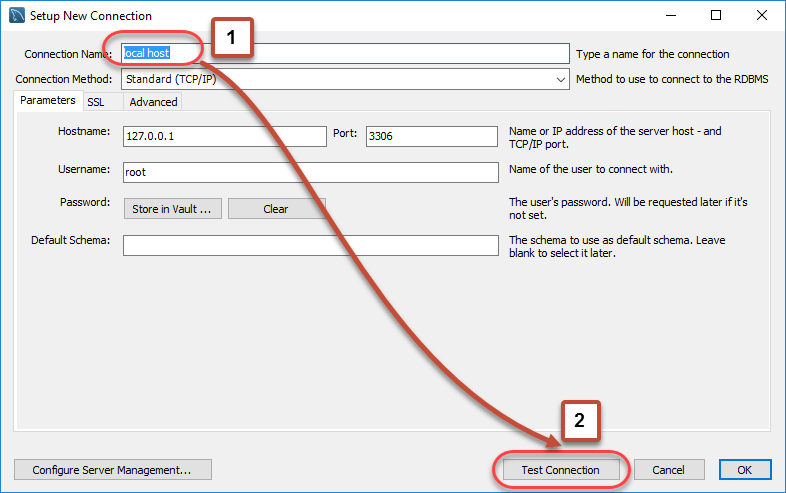 Setup New Connection
1
Connection Name: local host Type a name for the connection
Connection Method: Standard (TCP/IP) Method to use to connect to the RDBMS
Parameters SSL Advanced
Hostname: 127.0.0.1 Port: 3306 Name or IP address of the server host - and
TCP/IP port.
Username: root Name of the user to connect with.
Password: Store in Vault ... Clear The user's password. Will be requested later if it's
not set.
Default Schema: The schema to use as default schema. Leave
blank to select it later.
2
Configure Server Management... Test Connection Cancel OK